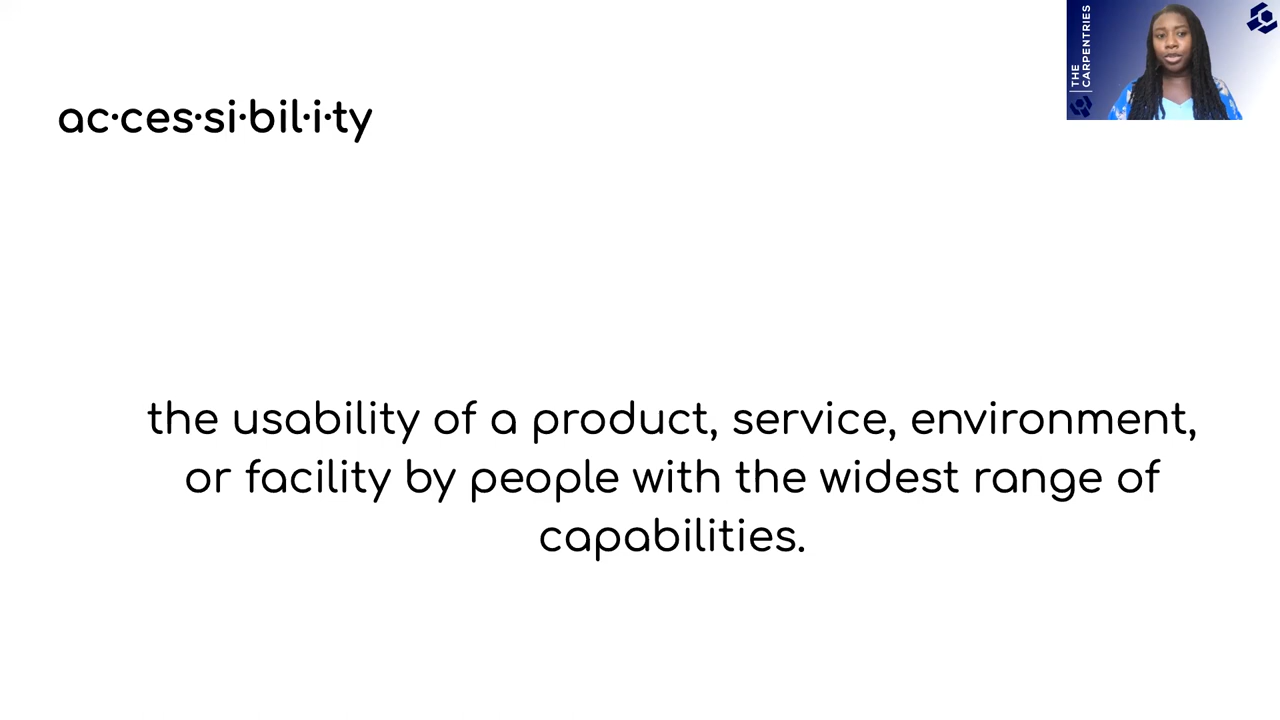 ac·ces·si·bil·i·ty
THE
CARPENTRIES
the usability of a product, service, environment,
or facility by people with the widest range of
capabilities.